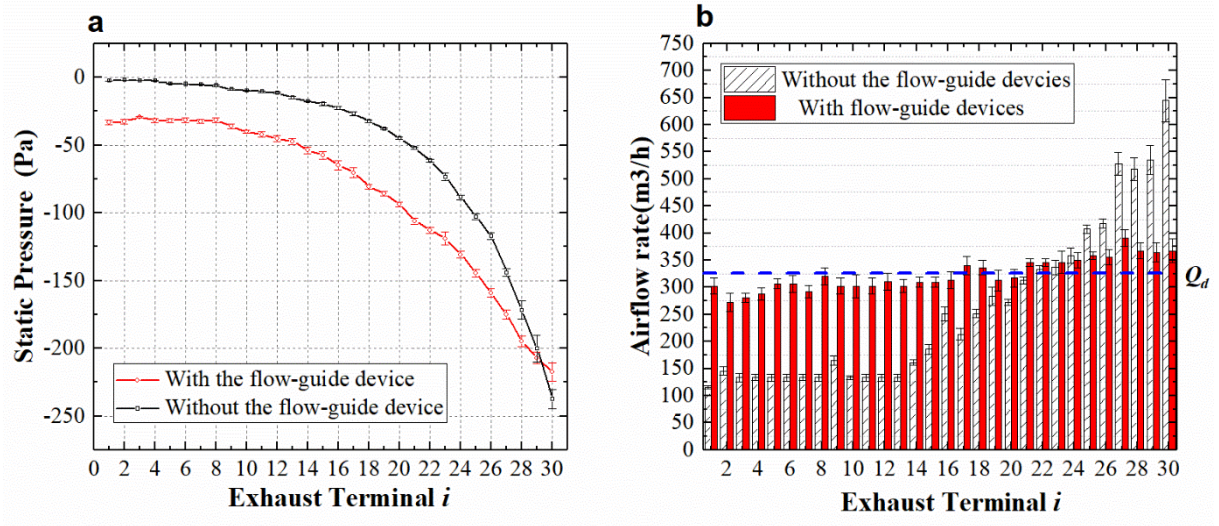 a
0
-50
-100
-150
-200
-250
Static Pressure (Pa)
With the flow-guide device
Without the flow-guide device
0 2 4 6 8 10 12 14 16 18 20 22 24 26 28 30
Exhaust Terminal i
b
750
700
650
600
550
500
450
400
350
300
250
200
150
100
50
0
Airflow rate(m3/h)
Without the flow-guide devcies
With flow-guide devices
Qd
2 4 6 8 10 12 14 16 18 20 22 24 26 28 30
Exhaust Terminal i